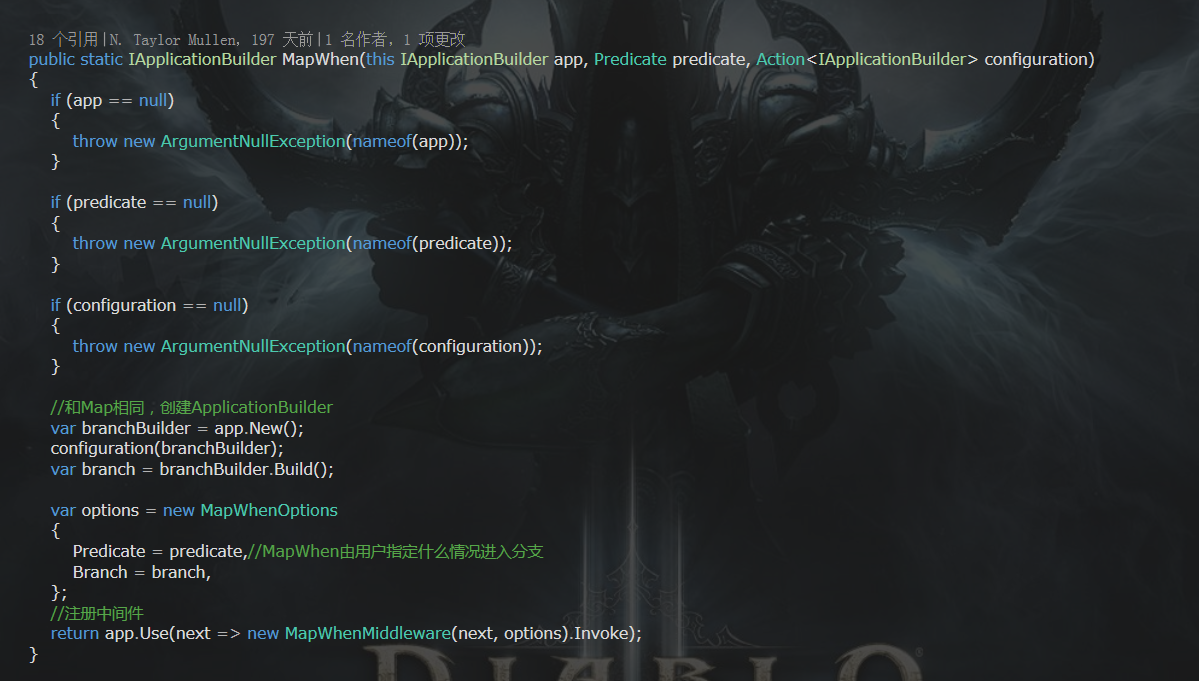 18 个引用|N. Taylor Mullen, 197 天前|1 名作者, 1 项更改
public static IApplicationBuilder MapWhen(this IApplicationBuilder app, Predicate predicate, Action<IApplicationBuilder> configuration)
{
if (app == null)
{
throw new ArgumentNullException(nameof(app));
}
if (predicate == null)
{
throw new ArgumentNullException(nameof(predicate));
}
if (configuration == null)
{
throw new ArgumentNullException(nameof(configuration));
}
//和Map相同，创建ApplicationBuilder
var branchBuilder = app.New();
configuration(branchBuilder);
var branch = branchBuilder.Build();
var options = new MapWhenOptions
{
Predicate = predicate,//MapWhen由用户指定什么情况进入分支
Branch = branch,
};
//注册中间件
return app.Use(next => new MapWhenMiddleware(next, options).Invoke);
}
DIABLO